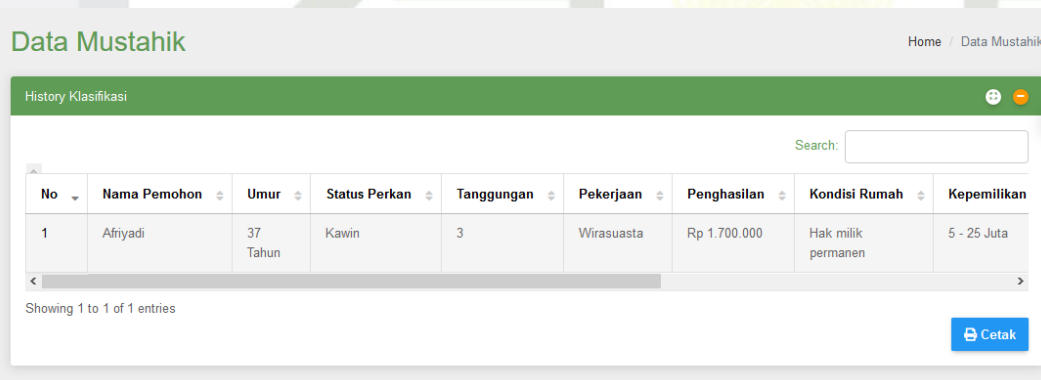 Data Mustahik
Home / Data Mustahik
History Klasifikasi
Search:
No Nama Pemohon Umur Status Perkan Tanggungan Pekerjaan Penghasilan Kondisi Rumah Kepemilikan
1 Afriyadi 37 Kawin 3 Wirasuasta Rp 1.700.000 Hak milik 5 - 25 Juta
Tahun permanen
Showing 1 to 1 of 1 entries
Cetak